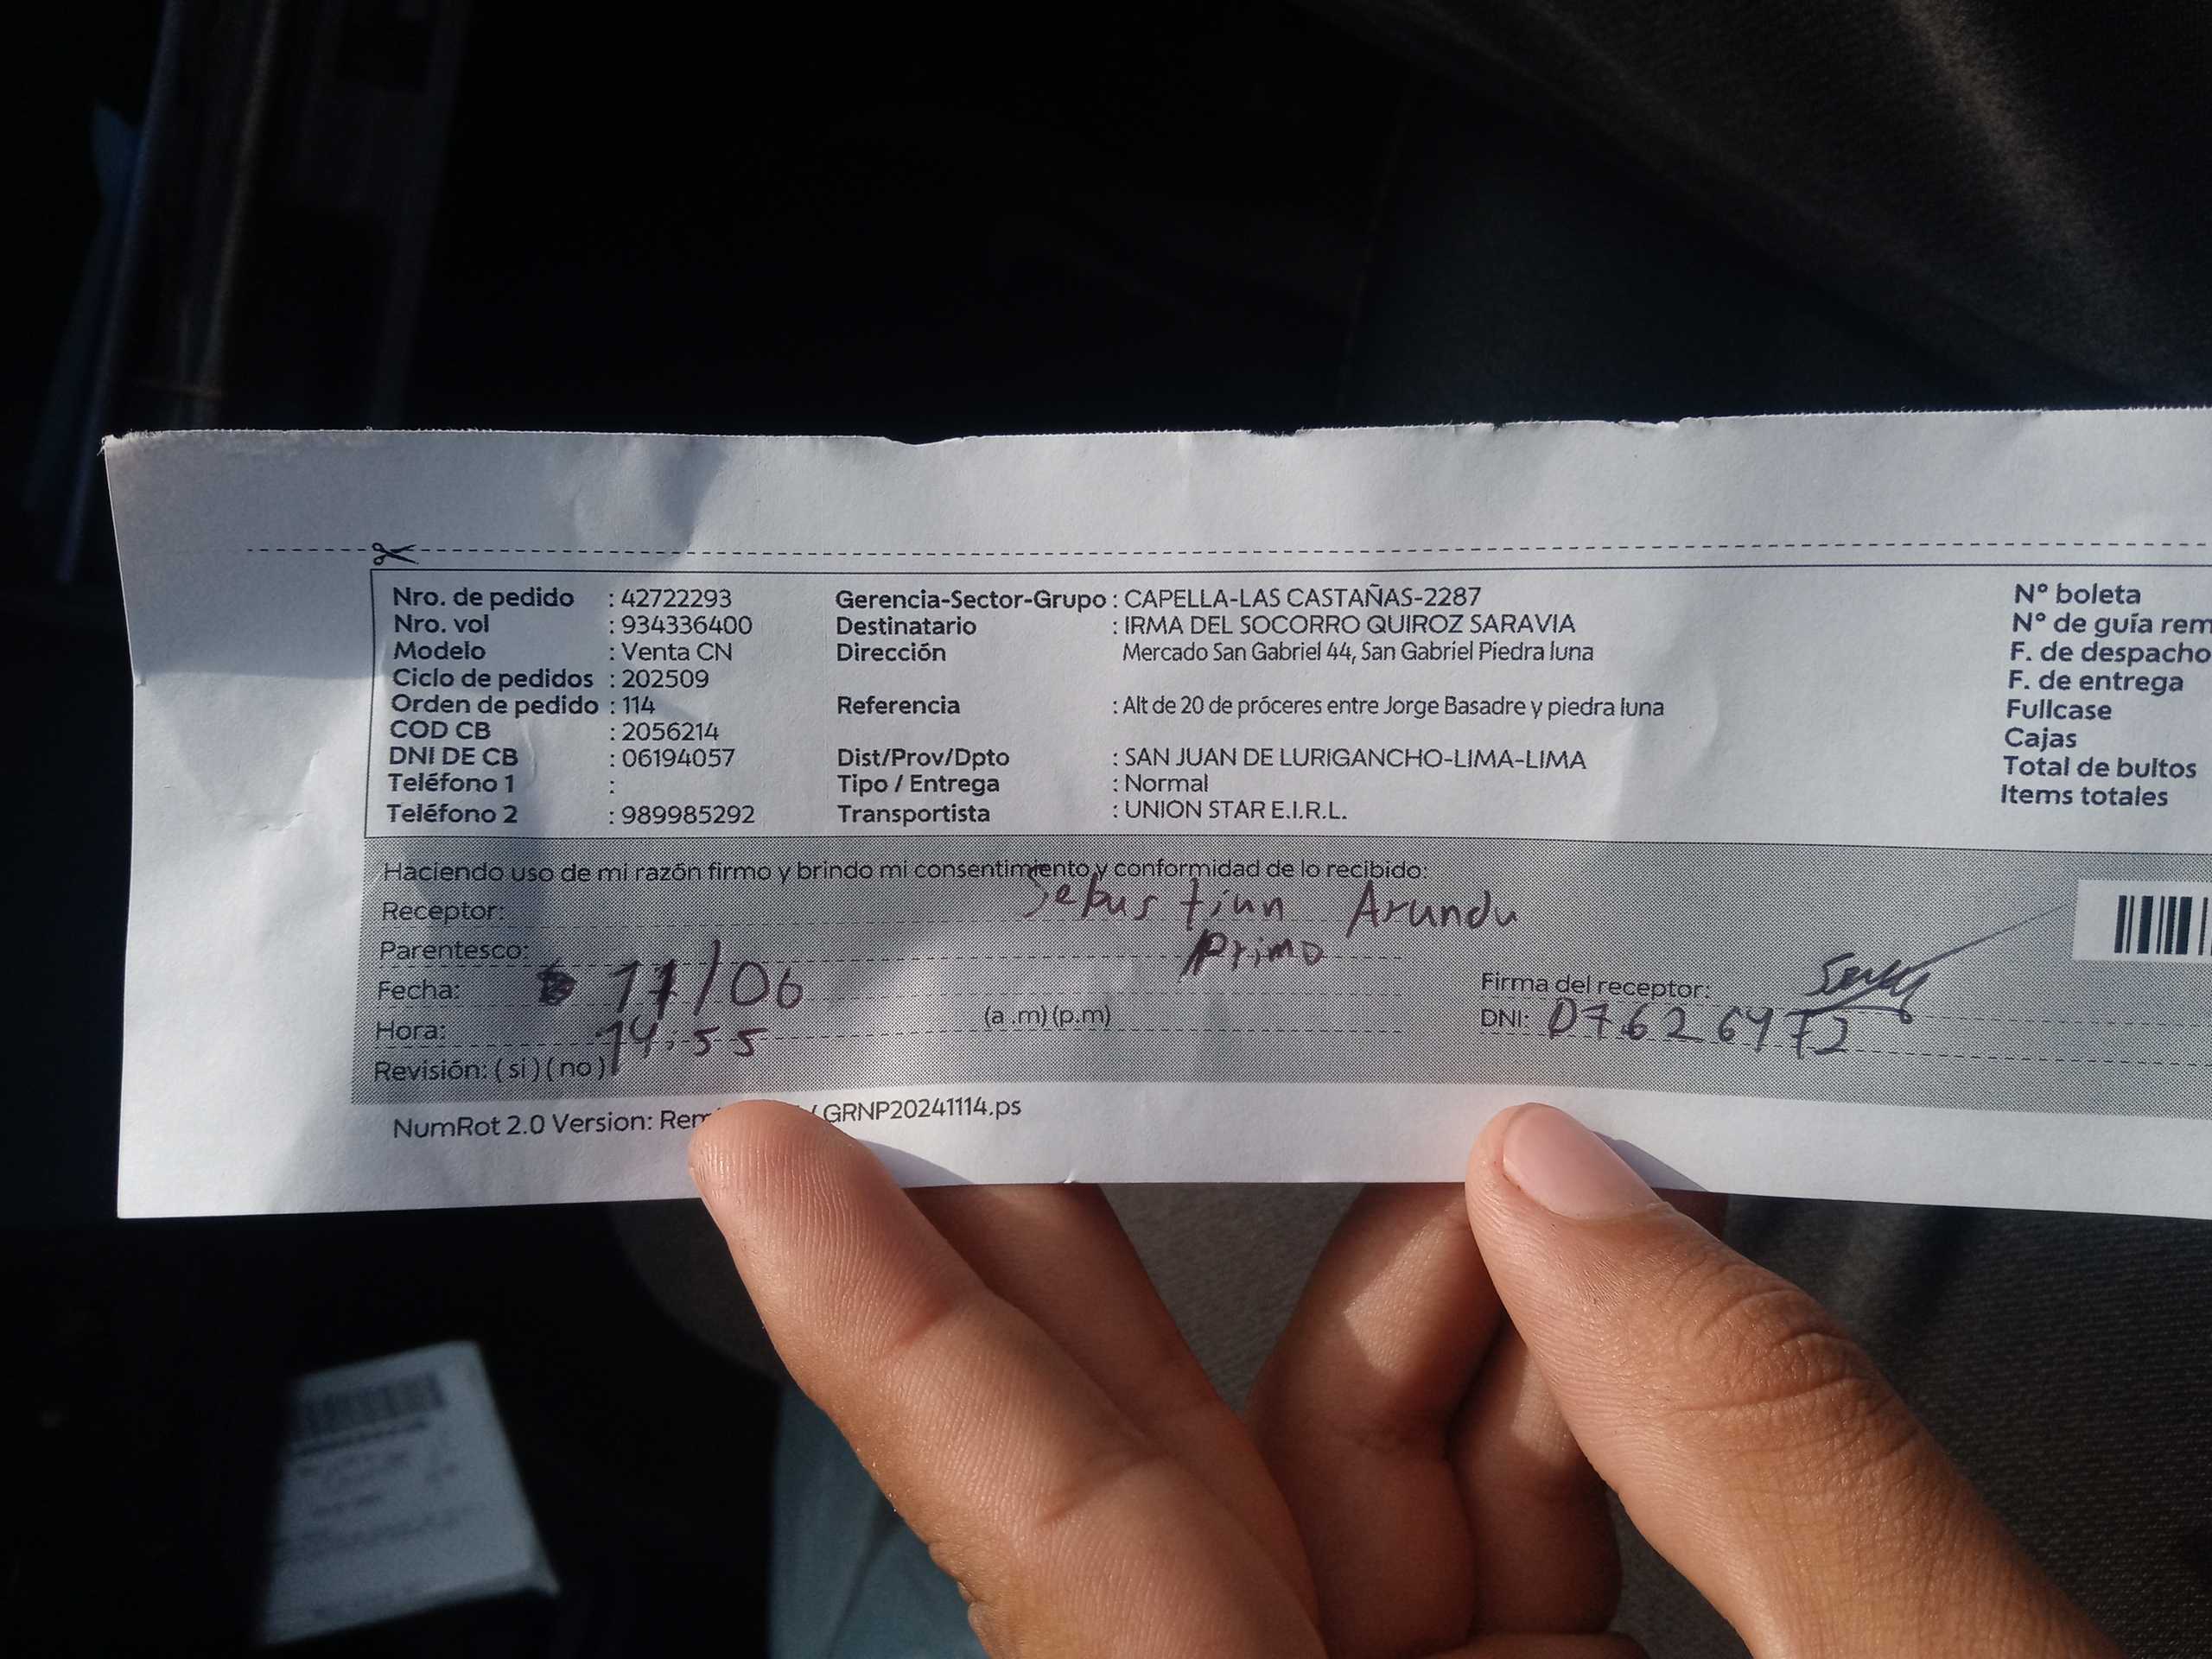 Nro. de pedido : 42722293 Gerencia-Sector-Grupo : CAPELLA-LAS CASTAÑAS-2287 N° boleta
Nro. vol : 934336400 Destinatario : IRMA DEL SOCORRO QUIROZ SARAVIA N° de guía rem
Modelo : Venta CN Dirección Mercado San Gabriel 44, San Gabriel Piedra luna F. de despacho
Ciclo de pedidos : 202509 F. de entrega
Orden de pedido : 114 Referencia : Alt de 20 de próceres entre Jorge Basadre y piedra luna Fullcase
COD CB : 2056214 Cajas
DNI DE CB : 06194057 Dist/Prov/Dpto : SAN JUAN DE LURIGANCHO-LIMA-LIMA Total de bultos
Teléfono 1 : Tipo / Entrega : Normal Items totales
Teléfono 2 : 989985292 Transportista : UNION STAR E.I.R.L.
Haciendo uso de mi razón firmo y brindo mi consentimiento y conformidad de lo recibido:
Receptor: Sebastian Aranda
Parentesco: Primo
Fecha: 11/06 Firma del receptor:
Hora: 14:55 (a.m) (p.m) DNI:
Revisión: (si) (no)
NumRot 2.0 Version: GRNP20241114.ps